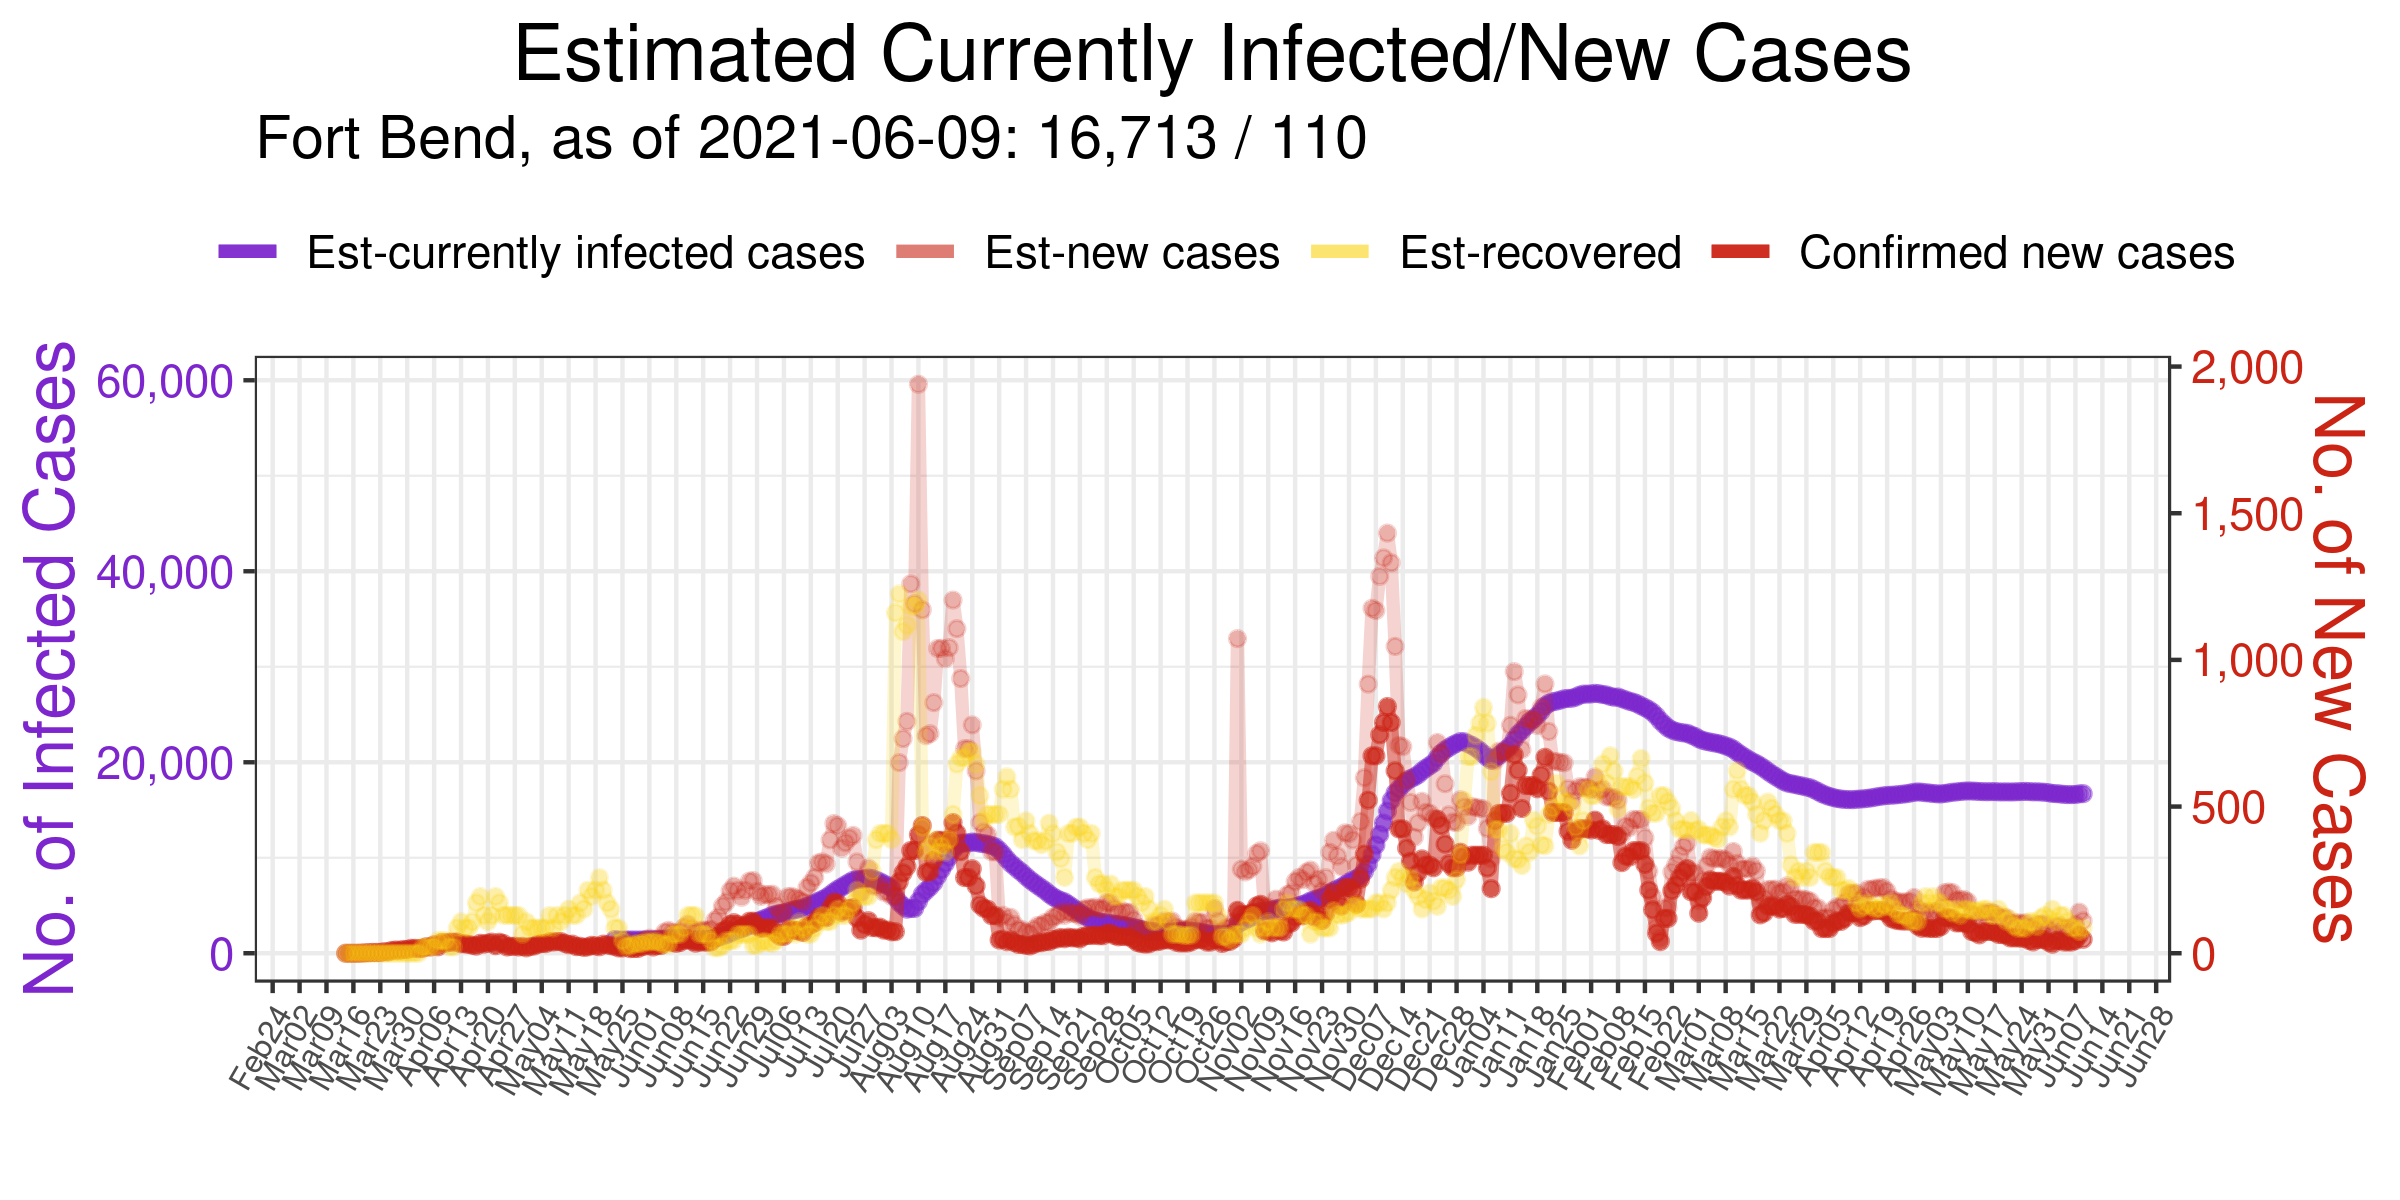 Estimated Currently Infected/New Cases
Fort Bend, as of 2021-06-09: 16,713 / 110
Est-currently infected cases Est-new cases Est-recovered Confirmed new cases
No. of Infected Cases
60,000
40,000
20,000
0
2,000
1,500
1,000
500
0
No. of New Cases
Feb24
Mar02
Mar09
Mar16
Mar23
Mar30
Apr06
Apr13
Apr20
Apr27
May04
May11
May18
May25
Jun01
Jun08
Jun15
Jun22
Jun29
Jul06
Jul13
Jul20
Jul27
Aug03
Aug10
Aug17
Aug24
Aug31
Sep07
Sep14
Sep21
Sep28
Oct05
Oct12
Oct19
Oct26
Nov02
Nov09
Nov16
Nov23
Nov30
Dec07
Dec14
Dec21
Dec28
Jan04
Jan11
Jan18
Jan25
Feb01
Feb08
Feb15
Feb22
Mar01
Mar08
Mar15
Mar22
Mar29
Apr05
Apr12
Apr19
Apr26
May03
May10
May17
May24
May31
Jun07
Jun14
Jun21
Jun28